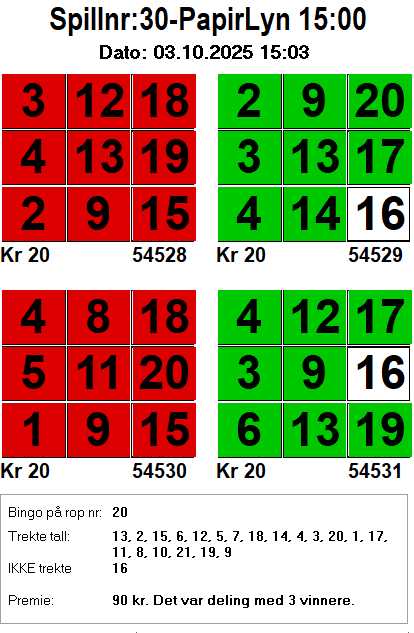 Spillnr:30-PapirLyn 15:00
Dato: 03.10.2025 15:03
3 12 18
4 13 19
2 9 15
Kr 20 54528
2 9 20
3 13 17
4 14 16
Kr 20 54529
4 8 18
5 11 20
1 9 15
Kr 20 54530
4 12 17
3 9 16
6 13 19
Kr 20 54531
Bingo på rop nr: 20
Trekte tall: 13, 2, 15, 6, 12, 5, 7, 18, 14, 4, 3, 20, 1, 17,
11, 8, 10, 21, 19, 9
IKKE trekte 16
Premie: 90 kr. Det var deling med 3 vinnere.